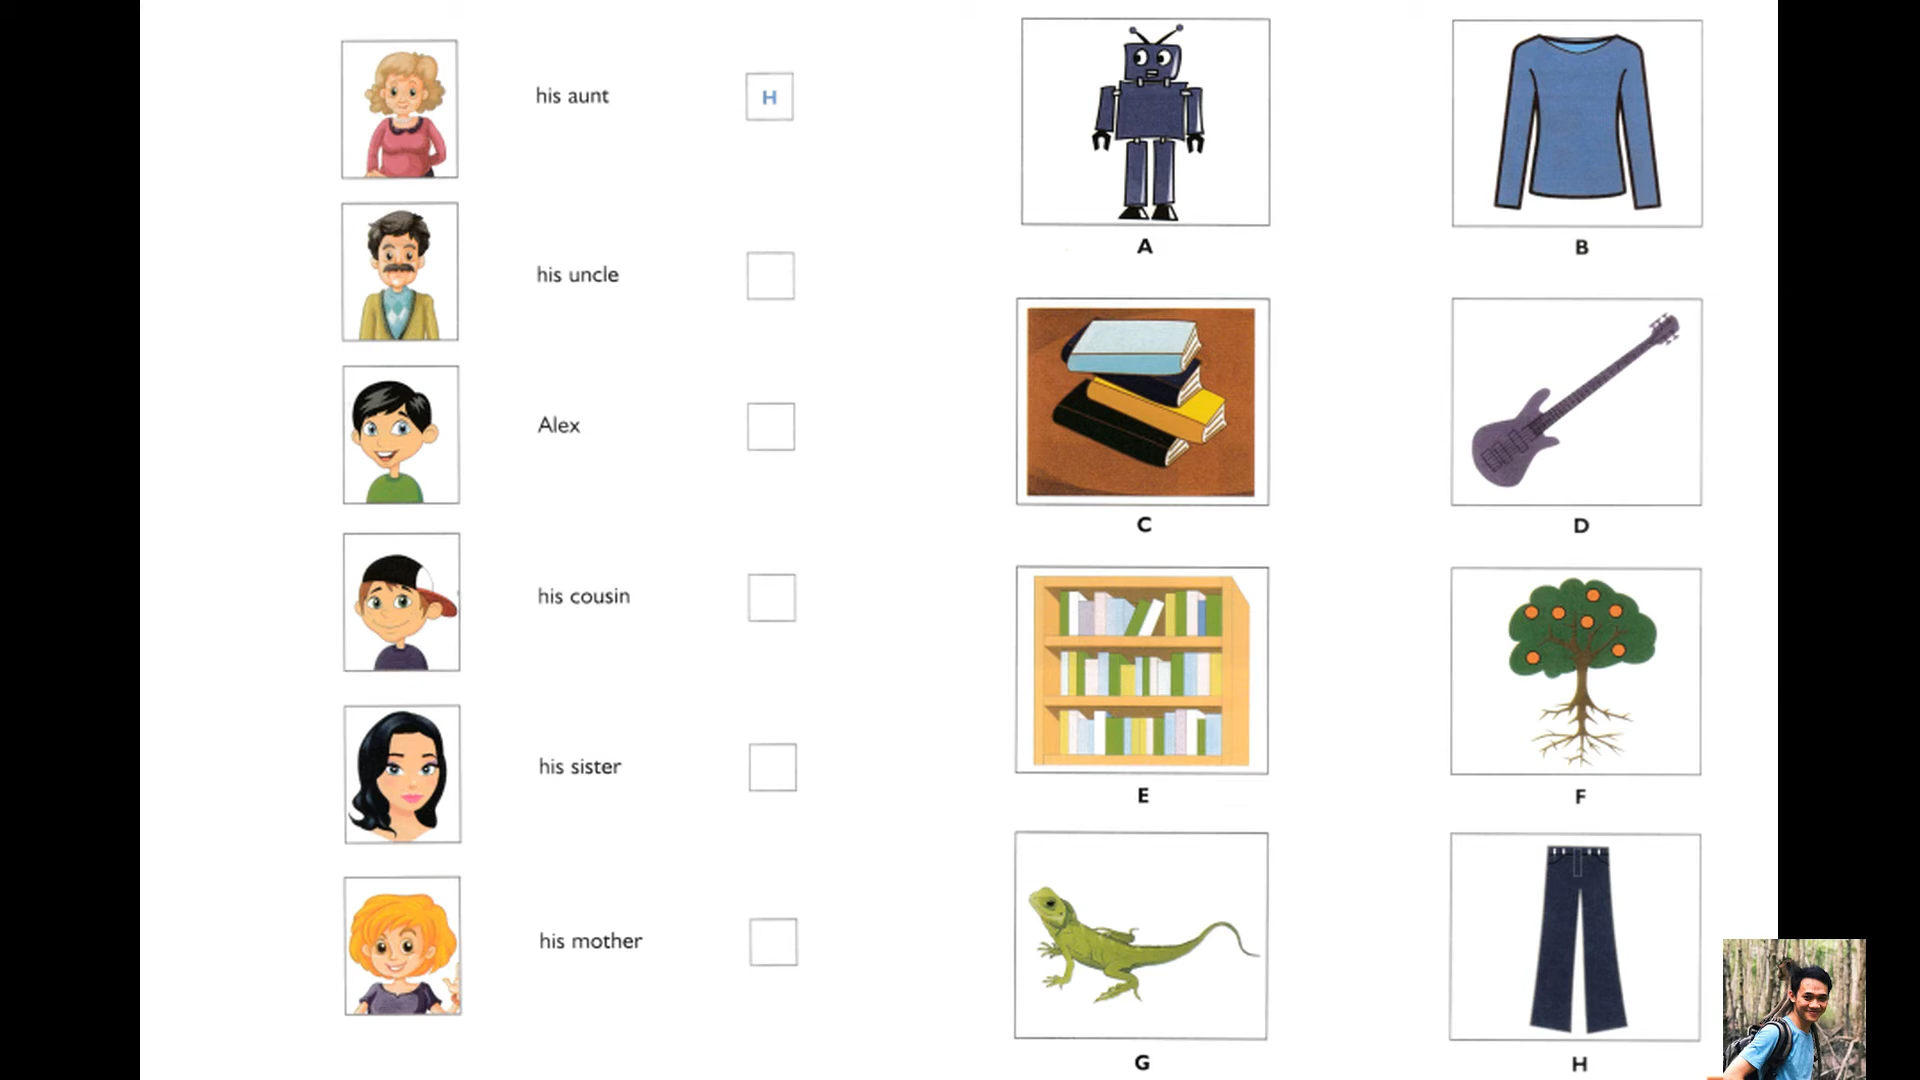 his aunt H
his uncle
Alex
his cousin
his sister
his mother
A
B
C
D
E
F
G
H